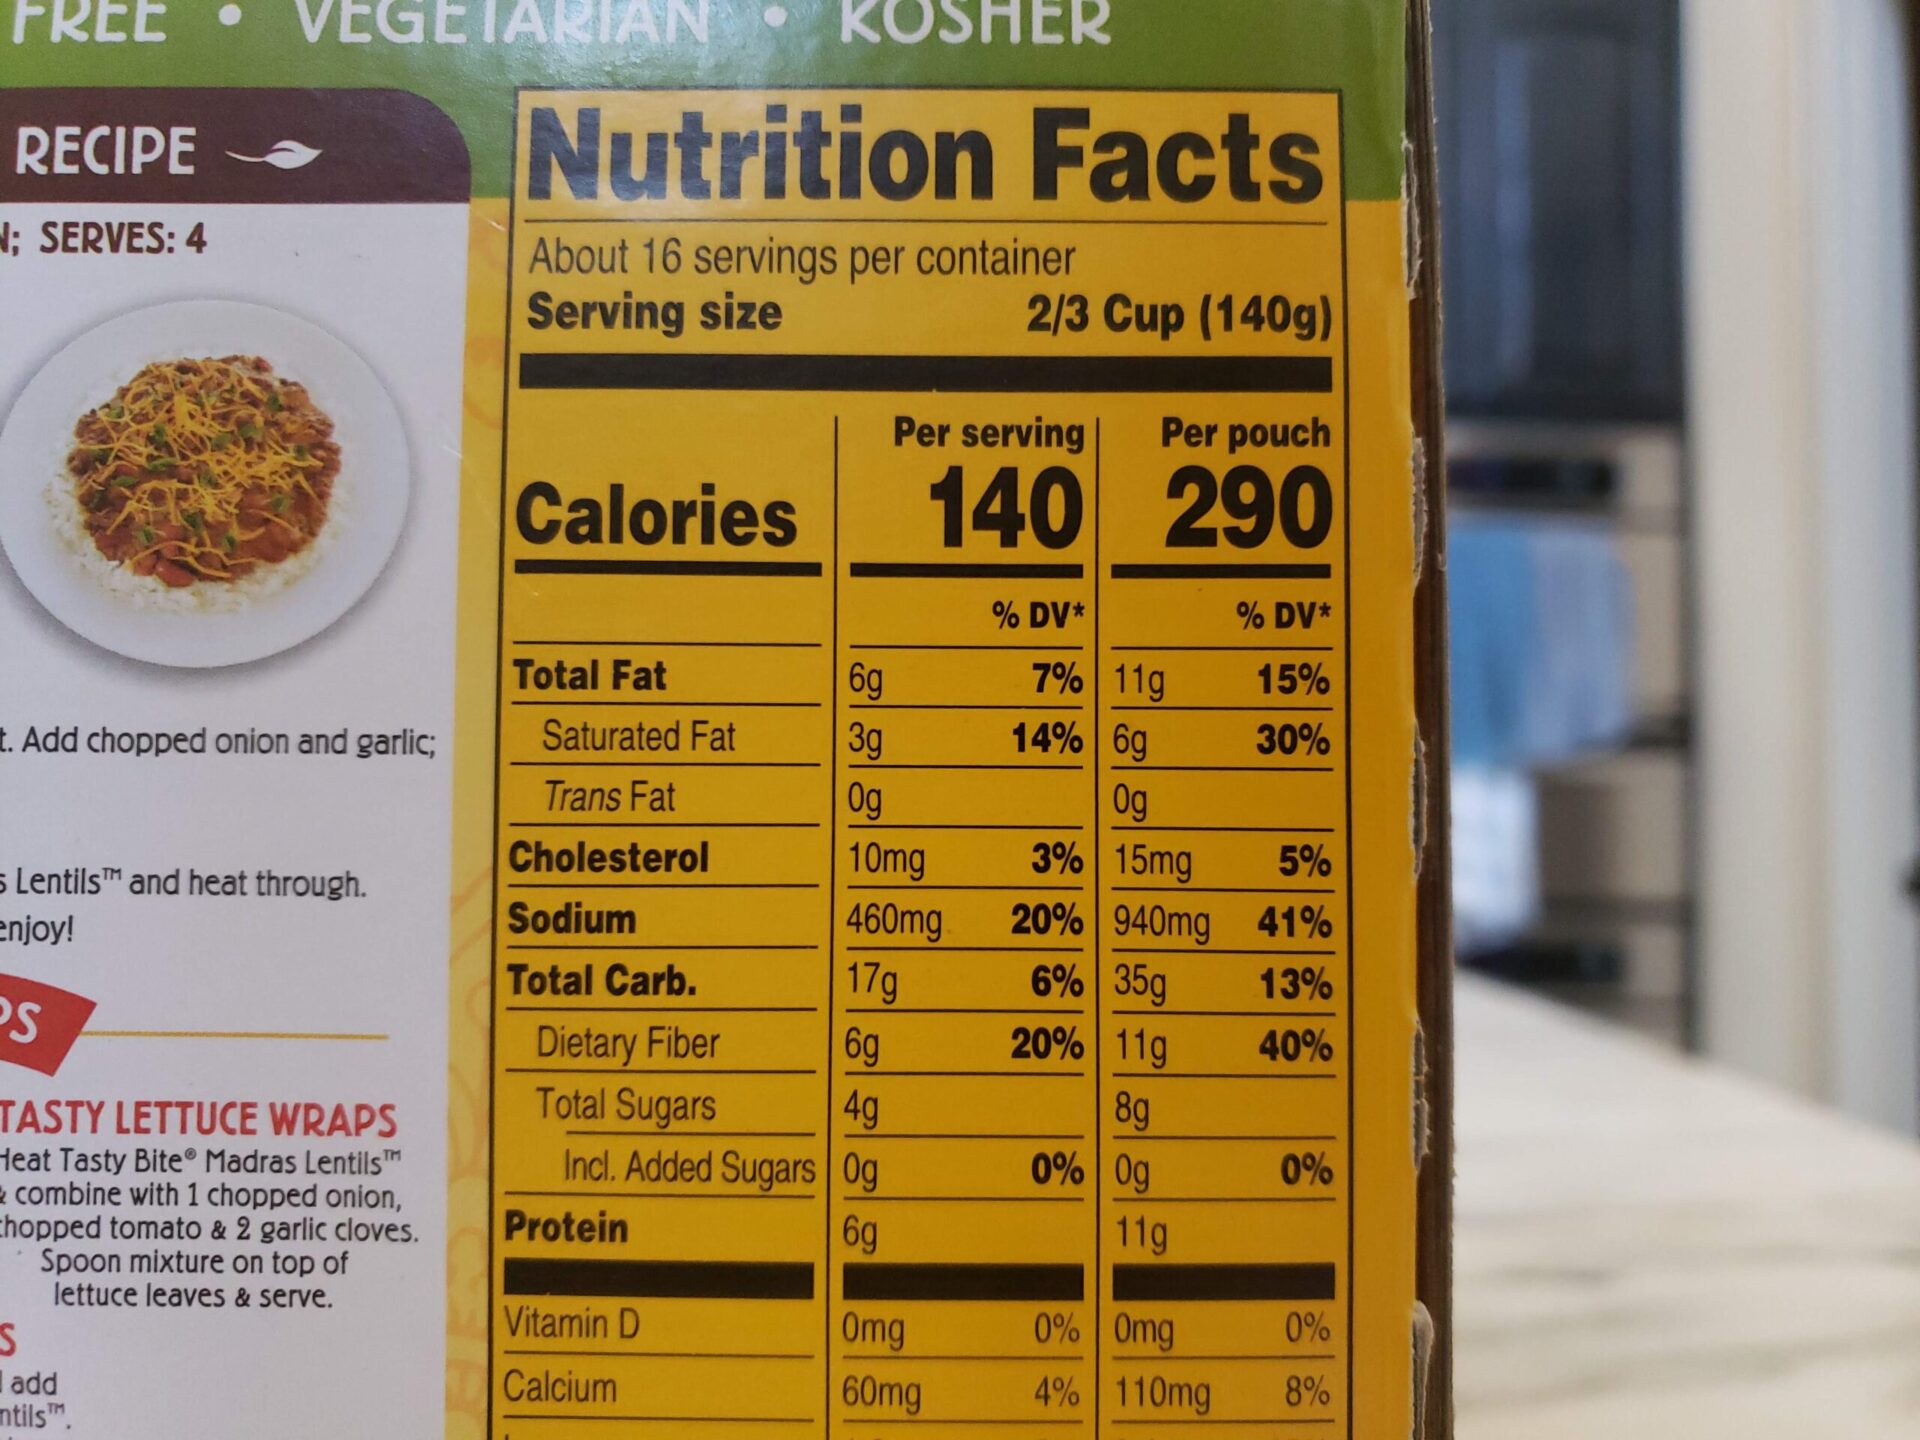 FREE • VEGETARIAN • KOSHER
RECIPE
; SERVES: 4
. Add chopped onion and garlic;
Lentils™ and heat through.
enjoy!
TASTY LETTUCE WRAPS
Heat Tasty Bite® Madras Lentils™
& combine with 1 chopped onion,
chopped tomato & 2 garlic cloves.
Spoon mixture on top of
lettuce leaves & serve.
add
Nutrition Facts
About 16 servings per container
Serving size 2/3 Cup (140g)
Per serving Per pouch
Calories 140 290
% DV* % DV*
Total Fat 6g 7% 11g 15%
Saturated Fat 3g 14% 6g 30%
Trans Fat 0g 0g
Cholesterol 10mg 3% 15mg 5%
Sodium 460mg 20% 940mg 41%
Total Carb. 17g 6% 35g 13%
Dietary Fiber 6g 20% 11g 40%
Total Sugars 4g 8g
Incl. Added Sugars 0g 0% 0g 0%
Protein 6g 11g
Vitamin D 0mg 0% 0mg 0%
Calcium 60mg 4% 110mg 8%